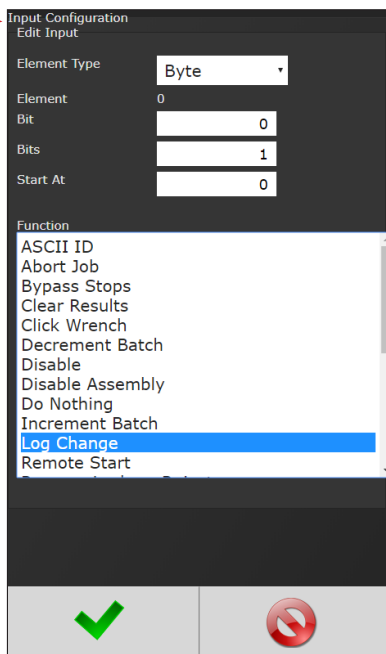 Input Configuration
Edit Input
Element Type
Byte
Element
0
Bit
0
Bits
1
Start At
0
Function
ASCII ID
Abort Job
Bypass Stops
Clear Results
Click Wrench
Decrement Batch
Disable
Disable Assembly
Do Nothing
Increment Batch
Log Change
Remote Start